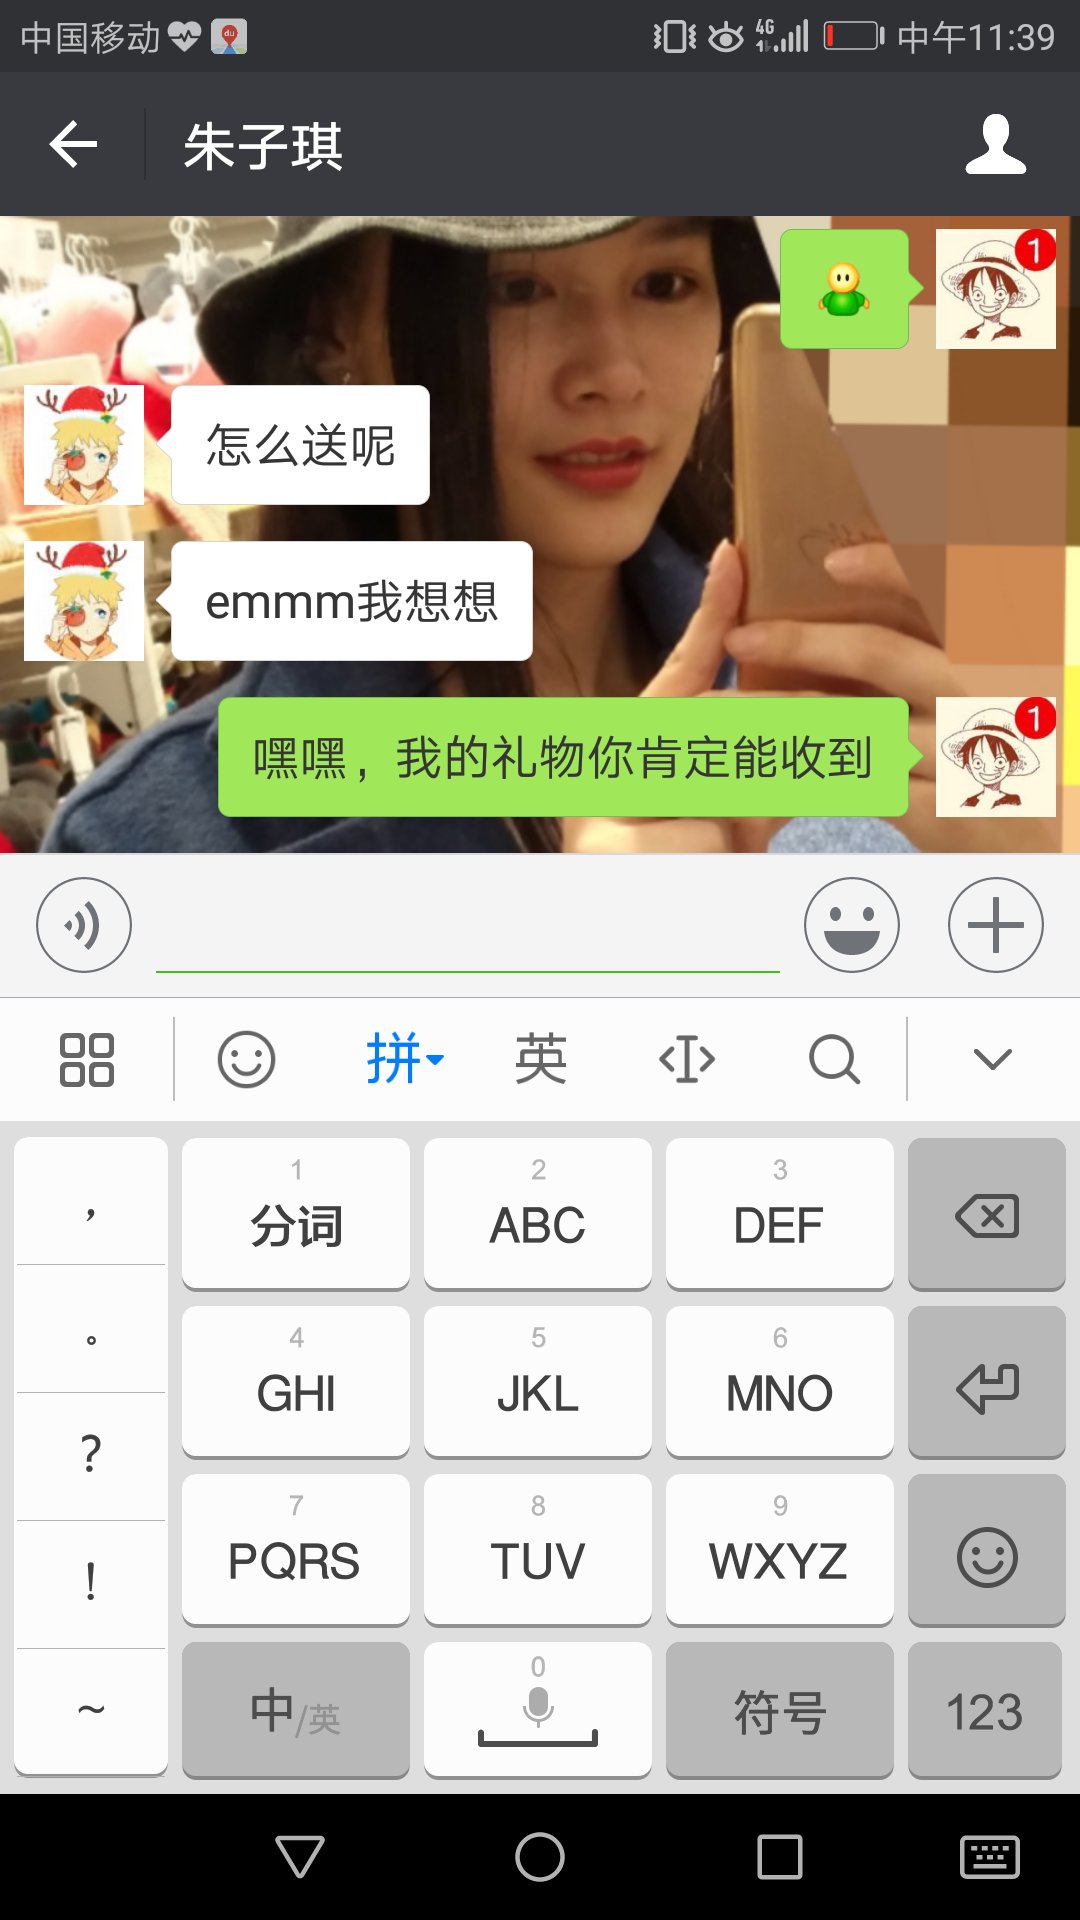 中国移动
4G
中午11:39
朱子琪
1
怎么送呢
emmm我想想
嘿嘿，我的礼物你肯定能收到
1
拼
英
，
。
?
!
~
1
分词
2
ABC
3
DEF
4
GHI
5
JKL
6
MNO
7
PQRS
8
TUV
9
WXYZ
中/英
0
符号
123